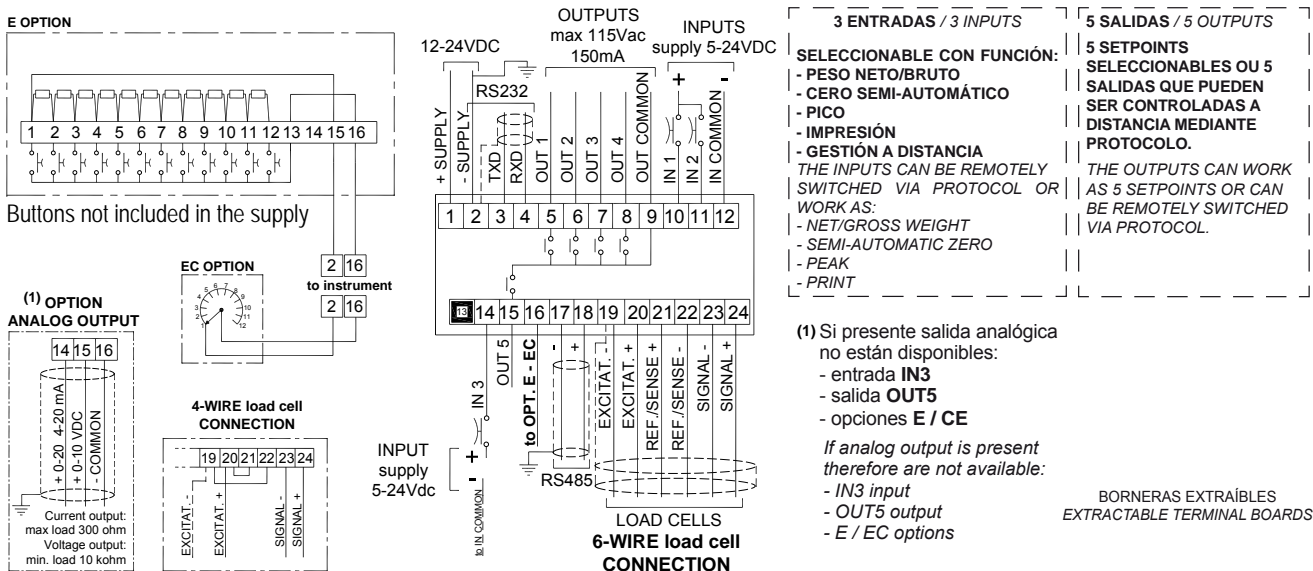 E OPTION
1 2 3 4 5 6 7 8 9 10 11 12 13 14 15 16
Buttons not included in the supply
EC OPTION
1 2 3 4 5 6 7 8 9 10 11 12
2 16
to instrument
2 16
(1) OPTION
ANALOG OUTPUT
14 15 16
+ 0-20 4-20 mA
+ 0-10 VDC
- COMMON
Current output:
max load 300 ohm
Voltage output:
min. load 10 kohm
4-WIRE load cell
CONNECTION
19 20 21 22 23 24
EXCITAT. -
EXCITAT. +
SIGNAL -
SIGNAL +
12-24VDC
OUTPUTS
max 115Vac
150mA
INPUTS
supply 5-24VDC
RS232
+ -
+ SUPPLY
- SUPPLY
TXD
RXD
OUT 1
OUT 2
OUT 3
OUT 4
OUT COMMON
IN 1
IN 2
IN COMMON
1 2 3 4 5 6 7 8 9 10 11 12
13 14 15 16 17 18 19 20 21 22 23 24
IN 3
OUT 5
to OPT. E - EC
-
+
EXCITAT. -
EXCITAT. +
REF./SENSE +
REF./SENSE -
SIGNAL -
SIGNAL +
INPUT
supply
5-24Vdc
+
-
to IN COMMON
RS485
LOAD CELLS
6-WIRE load cell
CONNECTION
3 ENTRADAS / 3 INPUTS
SELECCIONABLE CON FUNCIÓN:
- PESO NETO/BRUTO
- CERO SEMI-AUTOMÁTICO
- PICO
- IMPRESIÓN
- GESTIÓN A DISTANCIA
THE INPUTS CAN BE REMOTELY
SWITCHED VIA PROTOCOL OR
WORK AS:
- NET/GROSS WEIGHT
- SEMI-AUTOMATIC ZERO
- PEAK
- PRINT
5 SALIDAS / 5 OUTPUTS
5 SETPOINTS
SELECCIONABLES OU 5
SALIDAS QUE PUEDEN
SER CONTROLADAS A
DISTANCIA MEDIANTE
PROTOCOLO.
THE OUTPUTS CAN WORK
AS 5 SETPOINTS OR CAN
BE REMOTELY SWITCHED
VIA PROTOCOL.
(1) Si presente salida analógica
no están disponibles:
- entrada IN3
- salida OUT5
- opciones E / CE
If analog output is present
therefore are not available:
- IN3 input
- OUT5 output
- E / EC options
BORNERAS EXTRAÍBLES
EXTRACTABLE TERMINAL BOARDS